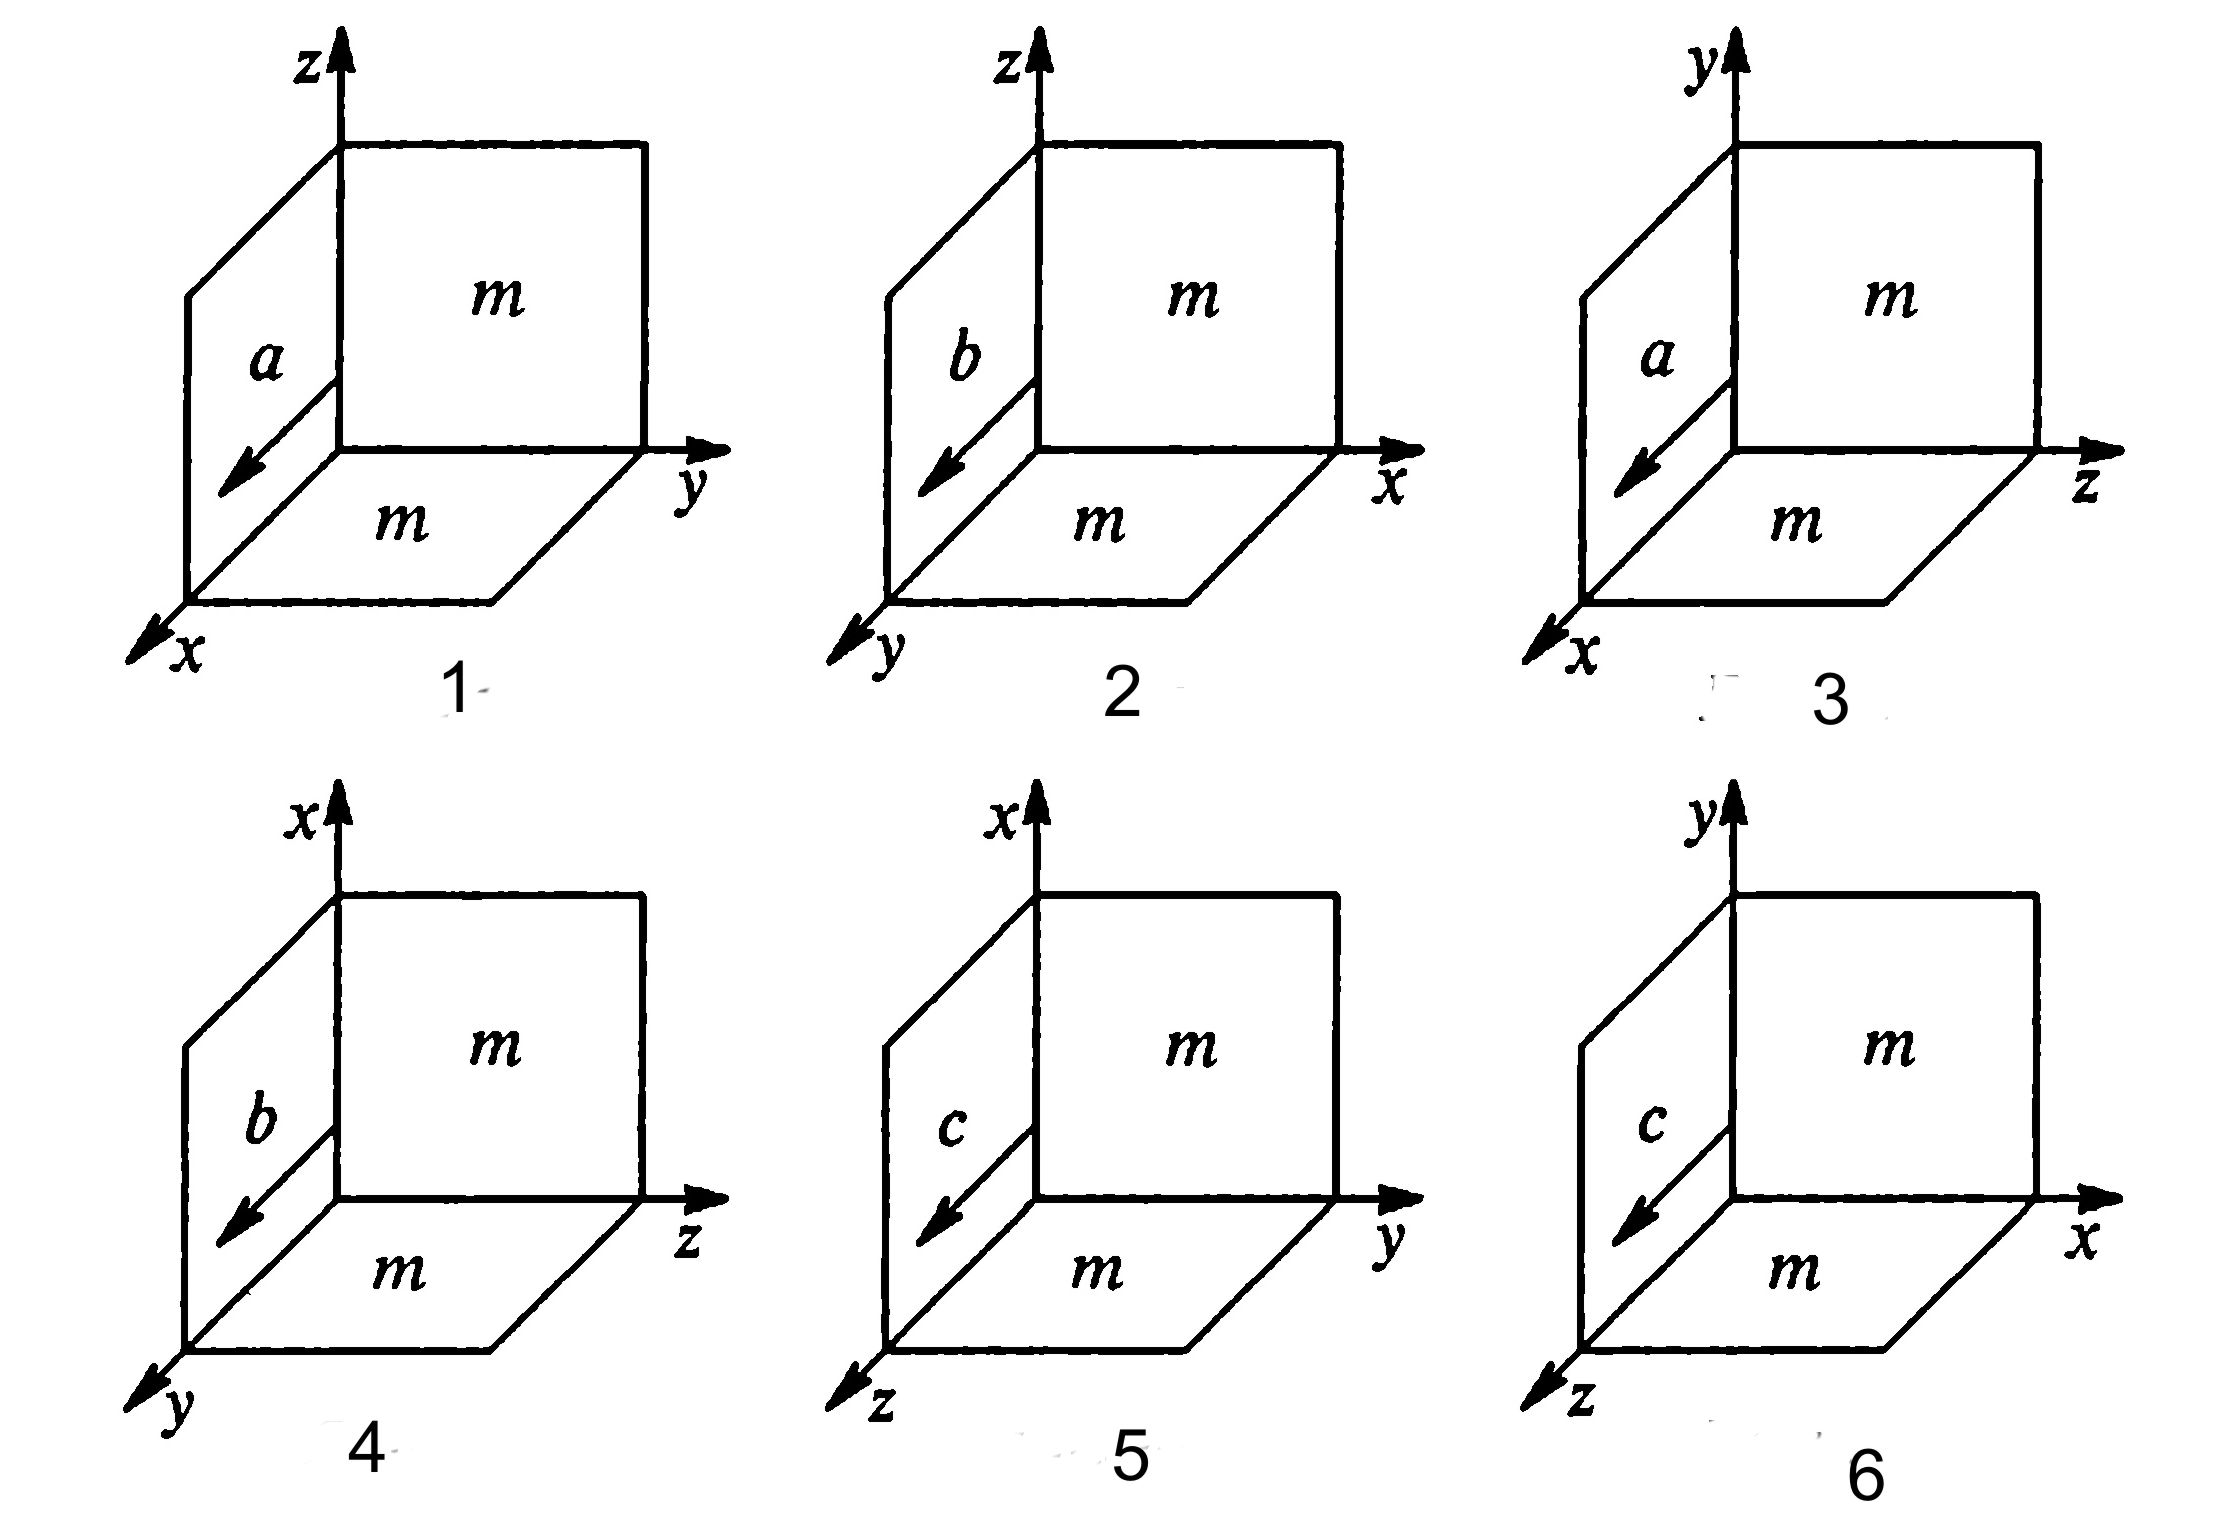 z z y
m m m
a b a
y x z
m m m
x y x
1 2 3
x x y
m m m
b c c
z y x
m m m
y z z
4 5 6